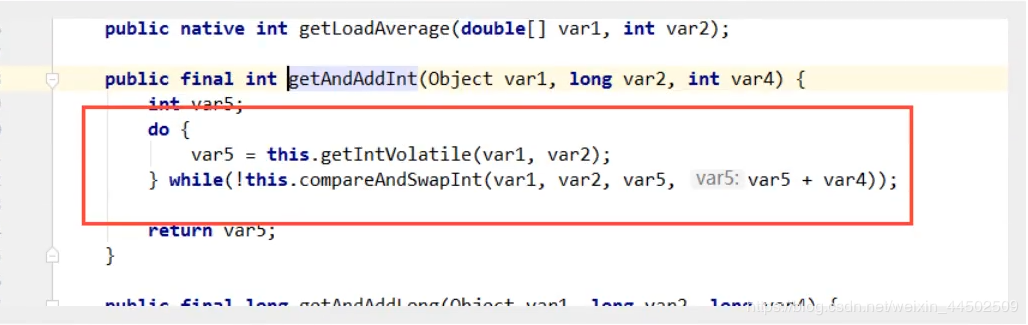 public native int getLoadAverage(double[] var1, int var2);
public final int getAndAddInt(Object var1, long var2, int var4) {
int var5;
do {
var5 = this.getIntVolatile(var1, var2);
} while(!this.compareAndSwapInt(var1, var2, var5, var5: var5 + var4));
return var5;
}
public final long getAndAddLong(Object var1, long var2, long var4) {
https://blog.csdn.net/weixin_44502509